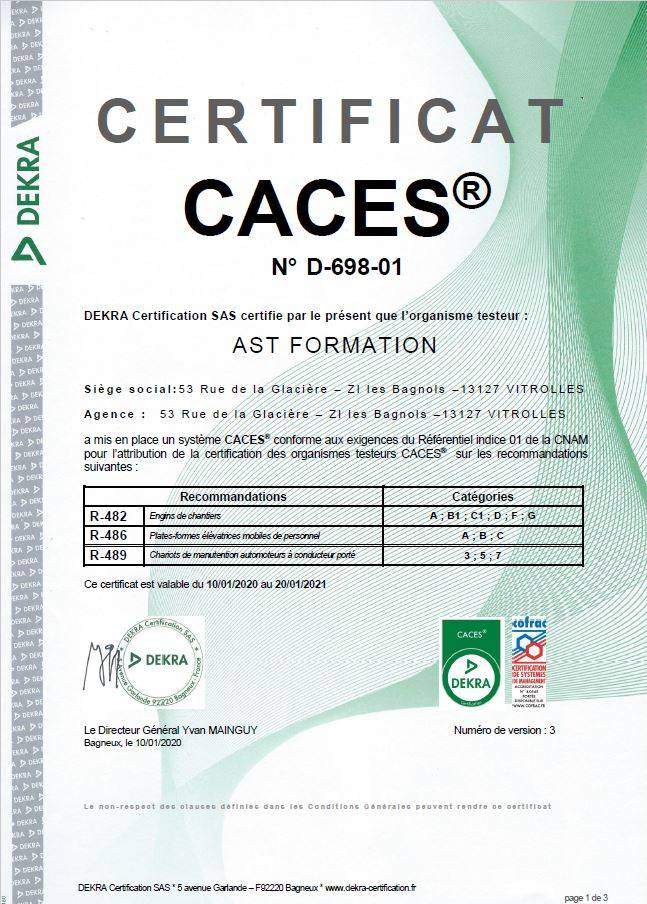 CERTIFICAT
CACES®
N° D-698-01
DEKRA
DEKRA Certification SAS certifie par le présent que l'organisme testeur :
AST FORMATION
Siège social:53 Rue de la Glacière – ZI les Bagnols –13127 VITROLLES
Agence : 53 Rue de la Glacière – ZI les Bagnols –13127 VITROLLES
a mis en place un système CACES® conforme aux exigences du Référentiel indice 01 de la CNAM
pour l'attribution de la certification des organismes testeurs CACES® sur les recommandations
suivantes :
Recommandations Catégories
R-482 Engins de chantiers A ; B1 ; C1 ; D ; F ; G
R-486 Plates-formes élévatrices mobiles de personnel A ; B ; C
R-489 Chariots de manutention automoteurs à conducteur porté 3 ; 5 ; 7
Ce certificat est valable du 10/01/2020 au 20/01/2021
DEKRA Certification SAS
DEKRA
Avenue Garlande 92220 Bagneux, France
CACES®
DEKRA
cofrac
CERTIFICATION
DE SYSTEMES
DE MANAGEMENT
ACCREDITATION
PORTÉE
DISPONIBLE SUR
WWW.COFRAC.FR
Le Directeur Général Yvan MAINGUY
Bagneux, le 10/01/2020
Numéro de version : 3
Le non-respect des clauses définies dans les Conditions Générales peuvent rendre ce certificat
DEKRA Certification SAS * 5 avenue Garlande – F92220 Bagneux * www.dekra-certification.fr
page 1 de 3